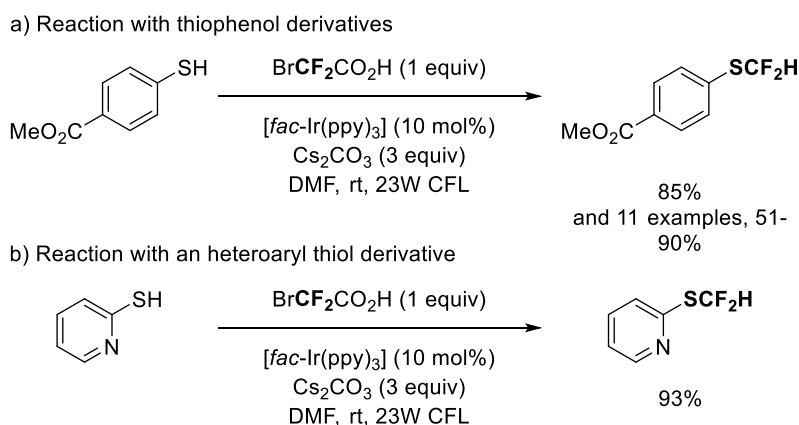 a) Reaction with thiophenol derivatives
SH
MeO₂C
BrCF₂CO₂H (1 equiv)
[fac-Ir(ppy)₃] (10 mol%)
Cs₂CO₃ (3 equiv)
DMF, rt, 23W CFL
SCF₂H
MeO₂C
85%
and 11 examples, 51-
90%
b) Reaction with an heteroaryl thiol derivative
SH
N
BrCF₂CO₂H (1 equiv)
[fac-Ir(ppy)₃] (10 mol%)
Cs₂CO₃ (3 equiv)
DMF, rt, 23W CFL
SCF₂H
N
93%